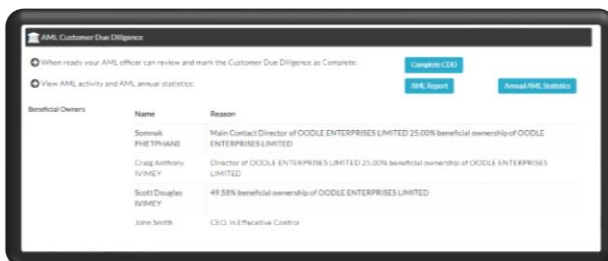 AML Customer Due Diligence
When ready your AML officer can review and mark the Customer Due Diligence as Complete:
Complete CDD
View AML activity and AML annual statistics:
AML Report
Annual AML Statistics
Beneficial Owners
Name
Reason
Somnuk
PHETPHANE
Main Contact Director of OODLE ENTERPRISES LIMITED 25.00% beneficial ownership of OODLE
ENTERPRISES LIMITED
Craig Anthony
IVIMEY
Director of OODLE ENTERPRISES LIMITED 25.00% beneficial ownership of OODLE ENTERPRISES
LIMITED
Scott Douglas
IVIMEY
49.58% beneficial ownership of OODLE ENTERPRISES LIMITED
John Smith
CEO. In Effecetive Control